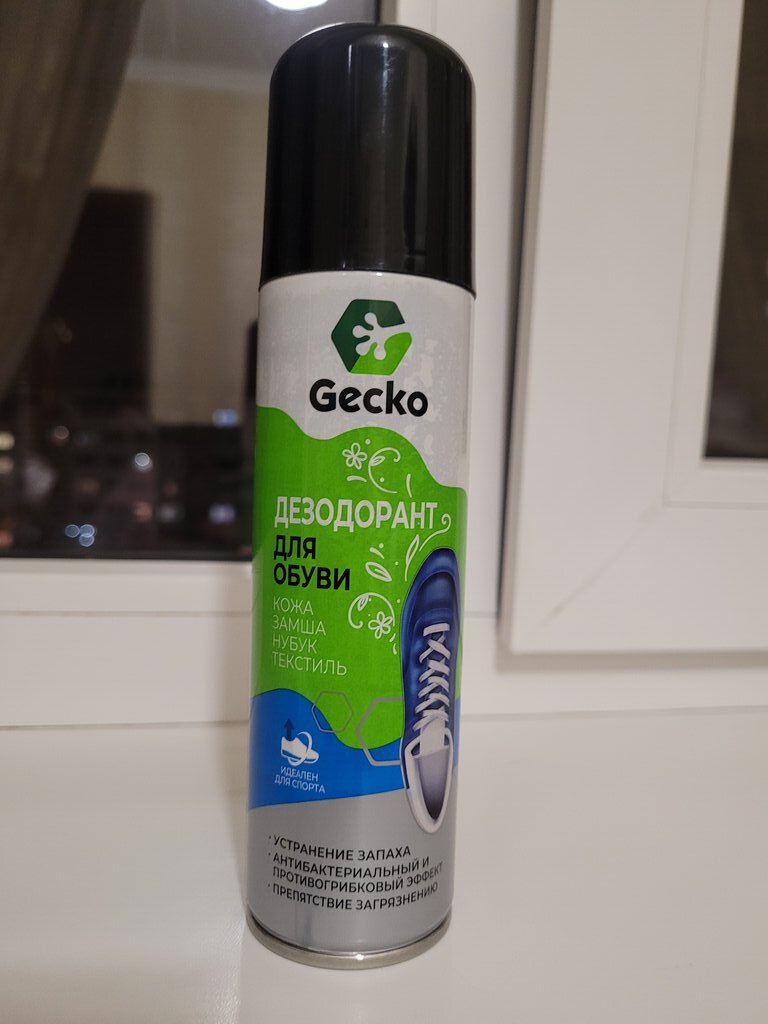 Gecko
ДЕЗОДОРАНТ
ДЛЯ
ОБУВИ
КОЖА
ЗАМША
НУБУК
ТЕКСТИЛЬ
ИДЕАЛЕН
ДЛЯ СПОРТА
· УСТРАНЕНИЕ ЗАПАХА
· АНТИБАКТЕРИАЛЬНЫЙ И
ПРОТИВОГРИБКОВЫЙ ЭФФЕКТ
· ПРЕПЯТСТВИЕ ЗАГРЯЗНЕНИЮ